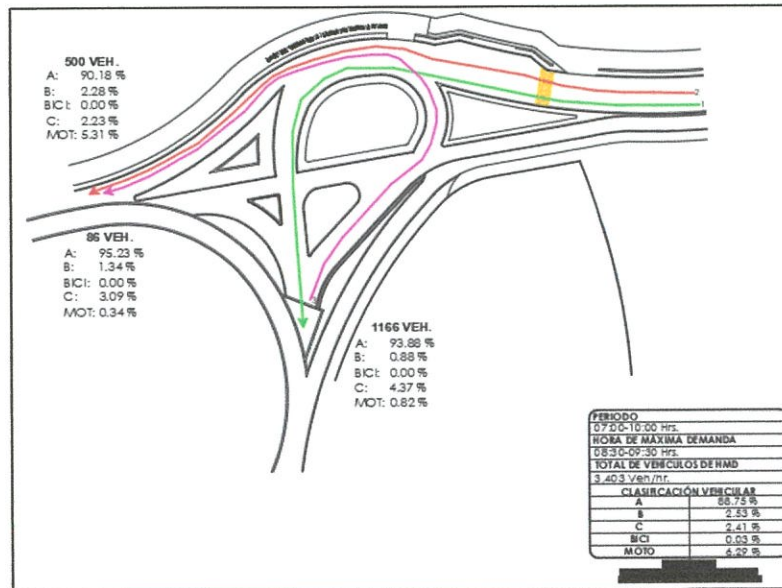 500 VEH.
A: 90.18 %
B: 2.28 %
BICI: 0.00 %
C: 2.23 %
MOT: 5.31 %
2
1
86 VEH.
A: 95.23 %
B: 1.34 %
BICI: 0.00 %
C: 3.09 %
MOT: 0.34 %
3
1166 VEH.
A: 93.88 %
B: 0.88 %
BICI: 0.00 %
C: 4.37 %
MOT: 0.82 %
PERIODO
07:00-10:00 Hrs.
HORA DE MÁXIMA DEMANDA
08:30-09:30 Hrs.
TOTAL DE VEHICULOS DE HMD
3,403 Veh/hr.
CLASIFICACIÓN VEHICULAR
A 88.75 %
B 2.53 %
C 2.41 %
BICI 0.03 %
MOTO 6.29 %